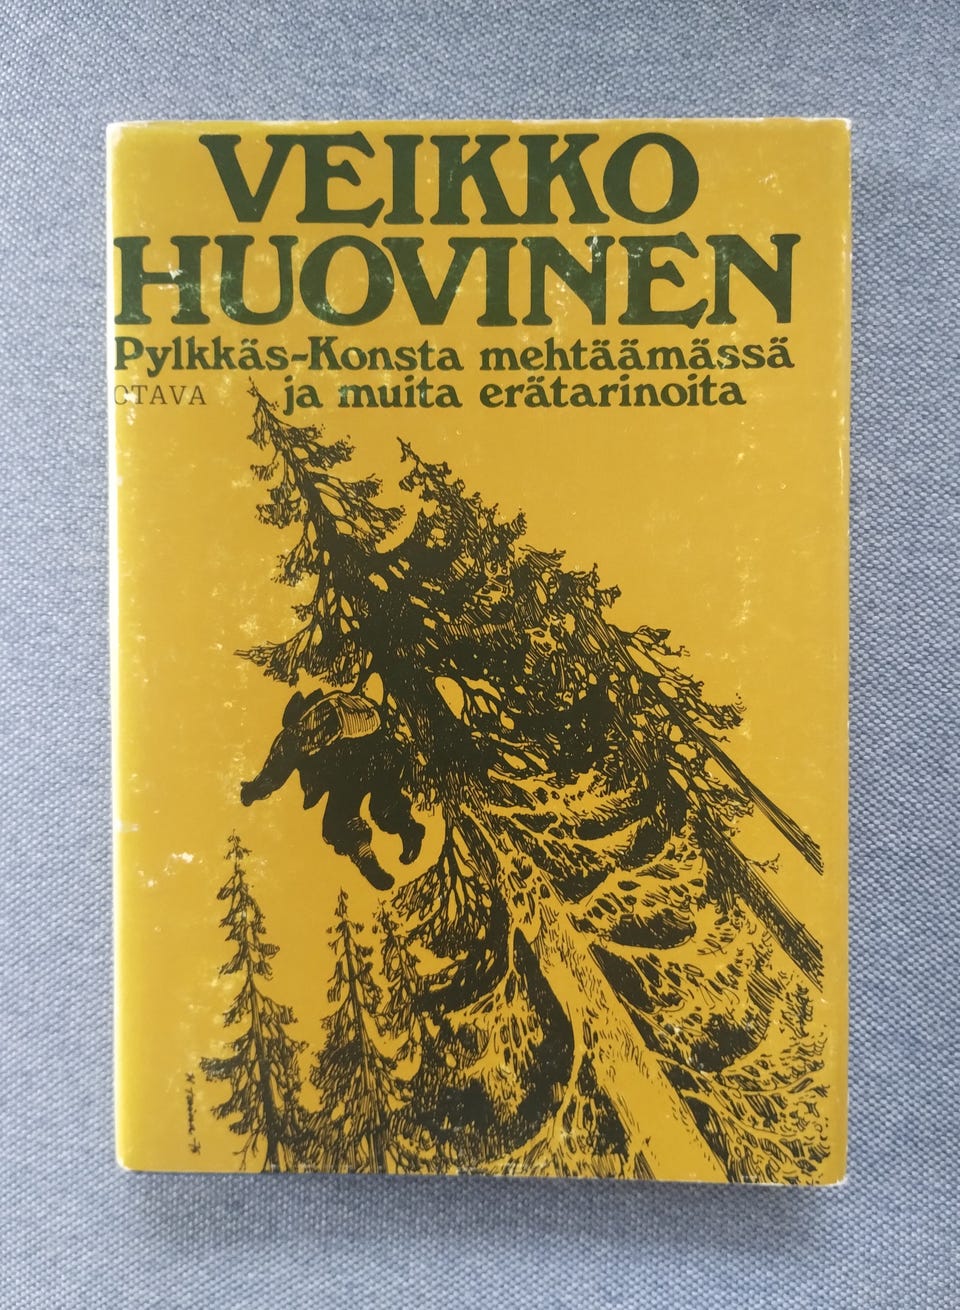 VEIKKO
HUOVINEN
Pylkkäs-Konsta mehtäämässä
ja muita erätarinoita
OTAVA